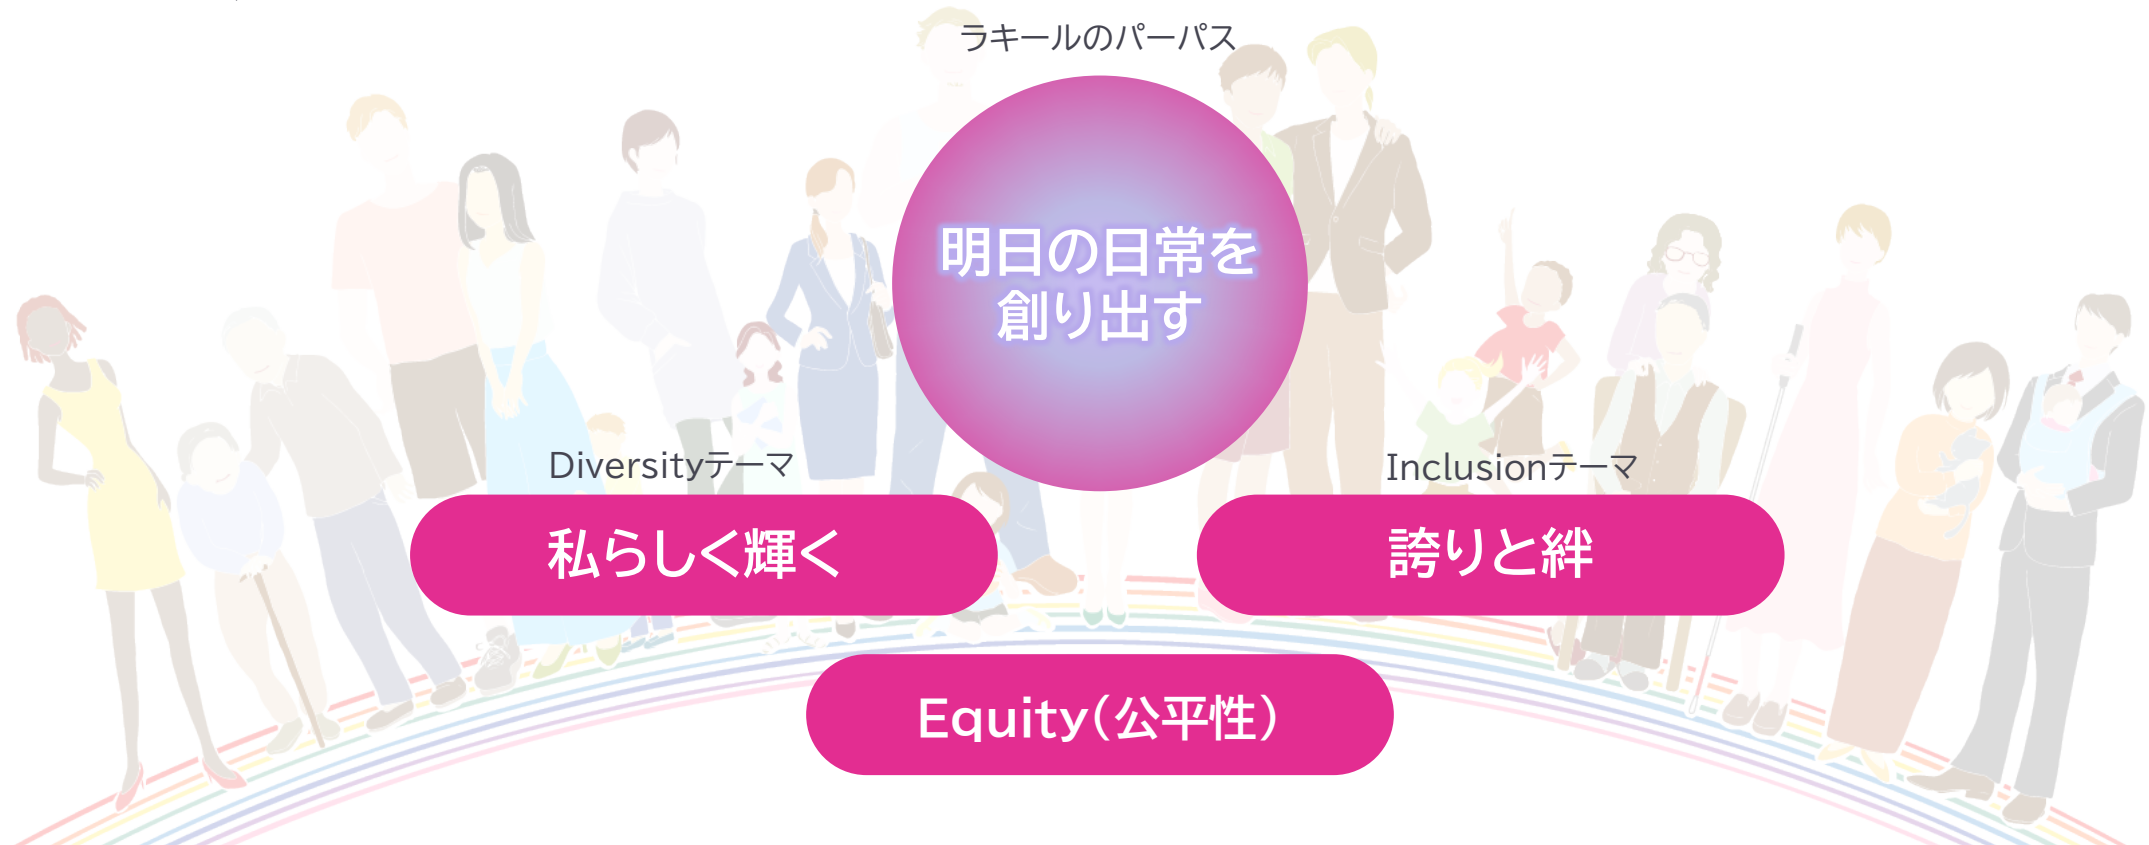 ラキールのパーパス
明日の日常を
創り出す
Diversityテーマ
Inclusionテーマ
私らしく輝く
誇りと絆
Equity（公平性）